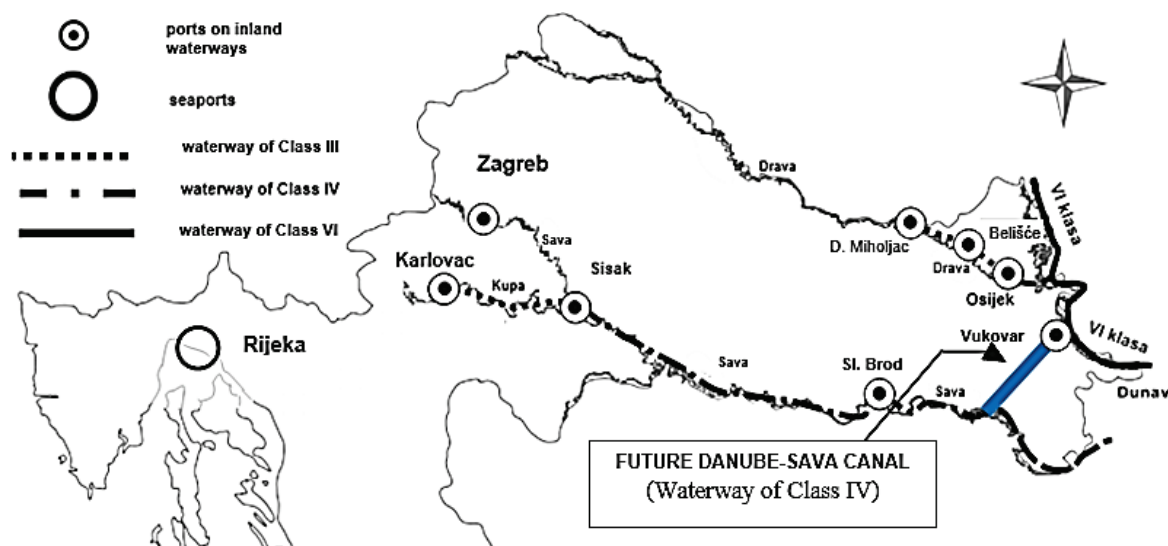 ports on inland
waterways
seaports
waterway of Class III
waterway of Class IV
waterway of Class VI
Zagreb
Sava
Karlovac
Kupa
Sisak
Rijeka
Drava
D. Miholjac
Belišće
Drava
Osijek
VI klasa
Vukovar
VI klasa
Dunav
Sava
Sl. Brod
Sava
FUTURE DANUBE-SAVA CANAL
(Waterway of Class IV)